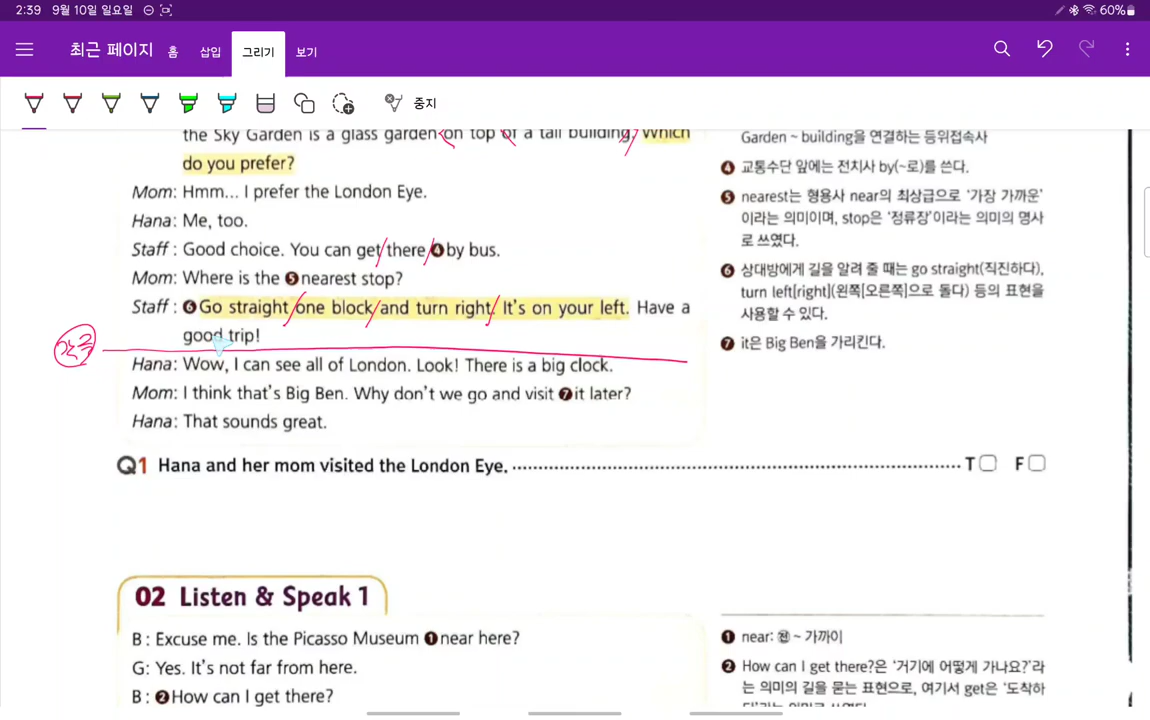 2:39 9월 10일 일요일 60%
최근 페이지 홈 삽입 그리기 보기
중지
the Sky Garden is a glass garden on top of a tall building. Which
do you prefer?
Mom: Hmm... I prefer the London Eye.
Hana: Me, too.
Staff : Good choice. You can get there ❹by bus.
Mom: Where is the ❺nearest stop?
Staff : ❻Go straight one block and turn right. It's on your left. Have a
good trip!
Hana: Wow, I can see all of London. Look! There is a big clock.
Mom: I think that's Big Ben. Why don't we go and visit ❼it later?
Hana: That sounds great.
Garden ~ building을 연결하는 등위접속사
❹ 교통수단 앞에는 전치사 by(~로)를 쓴다.
❺ nearest는 형용사 near의 최상급으로 '가장 가까운'
이라는 의미이며, stop은 '정류장'이라는 의미의 명사
로 쓰였다.
❻ 상대방에게 길을 알려 줄 때는 go straight(직진하다),
turn left[right](왼쪽[오른쪽]으로 돌다) 등의 표현을
사용할 수 있다.
❼ it은 Big Ben을 가리킨다.
Q1 Hana and her mom visited the London Eye. T F
02 Listen & Speak 1
B : Excuse me. Is the Picasso Museum ❶near here?
G: Yes. It's not far from here.
B : ❷How can I get there?
❶ near: ㉠ ~ 가까이
❷ How can I get there?은 '거기에 어떻게 가나요?'라
는 의미의 길을 묻는 표현으로, 여기서 get은 '도착하